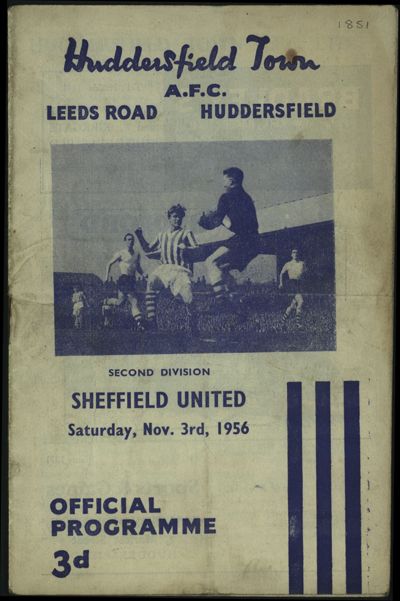 1851
Huddersfield Town
A.F.C.
LEEDS ROAD HUDDERSFIELD
SECOND DIVISION
SHEFFIELD UNITED
Saturday, Nov. 3rd, 1956
OFFICIAL
PROGRAMME
3d